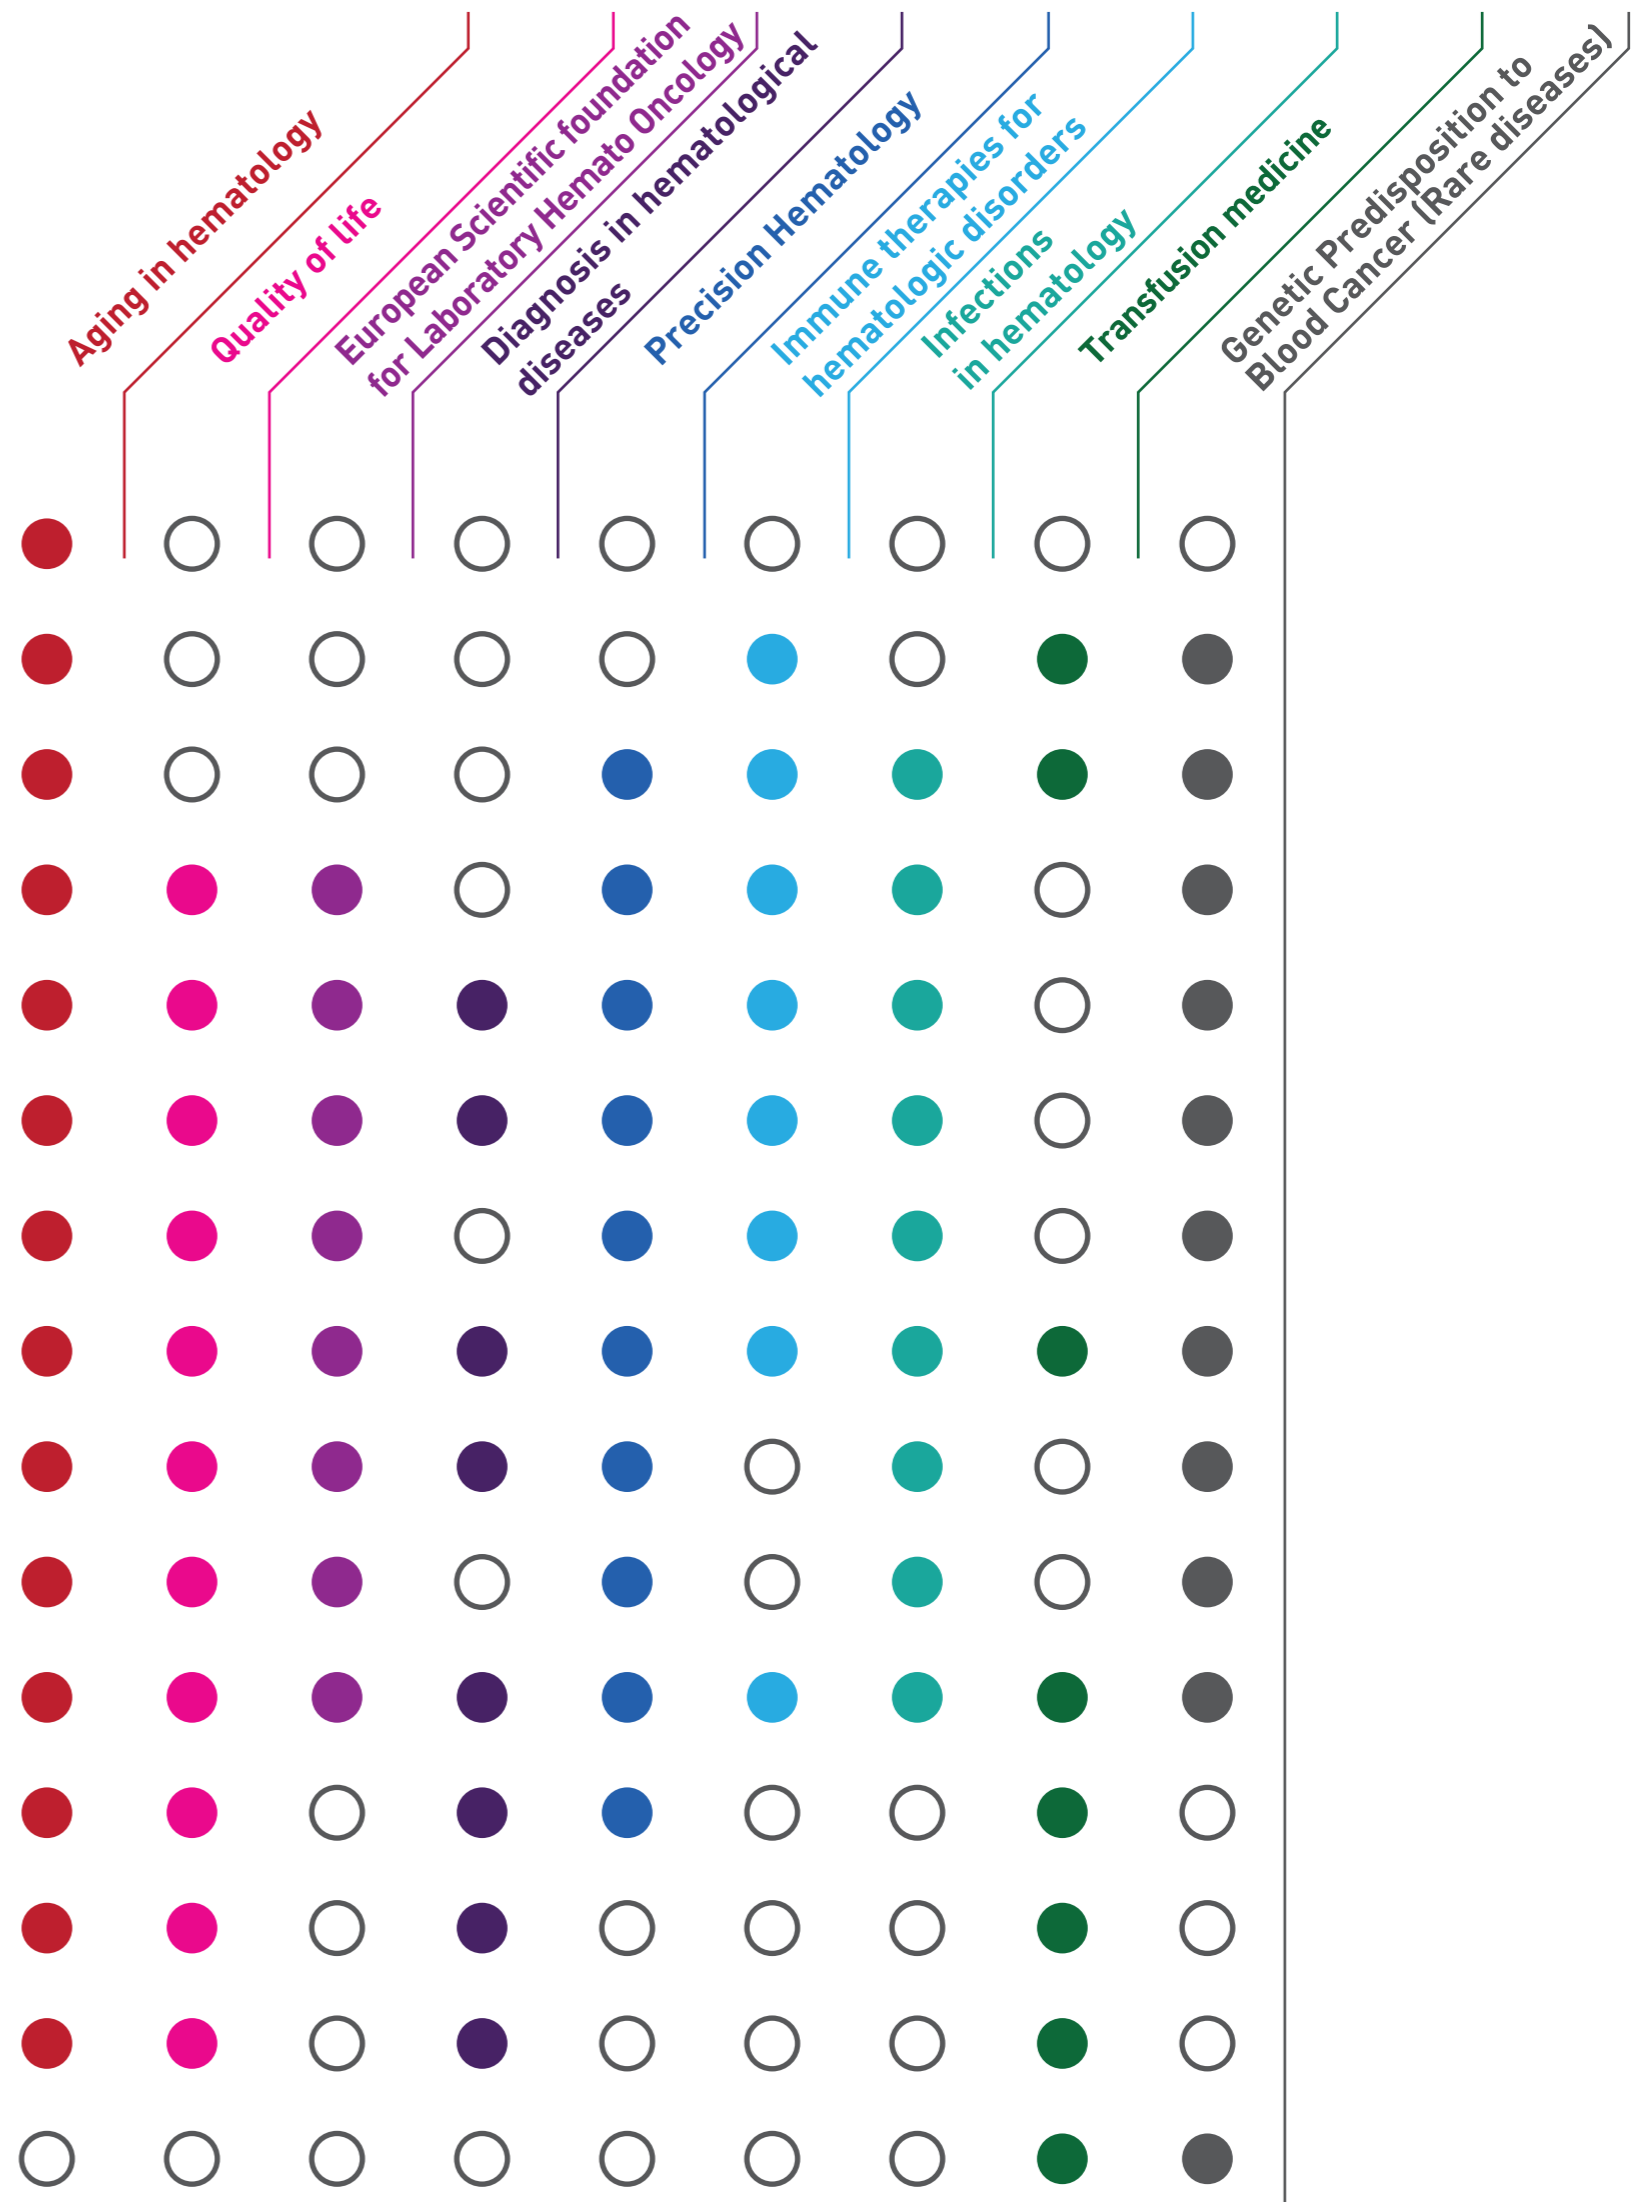 Aging in hematology
Quality of life
European Scientific foundation
for Laboratory Hemato Oncology
Diagnosis in hematological
diseases
Precision Hematology
Immune therapies for
hematologic disorders
Infections
in hematology
Transfusion medicine
Genetic Predisposition to
Blood Cancer (Rare diseases)